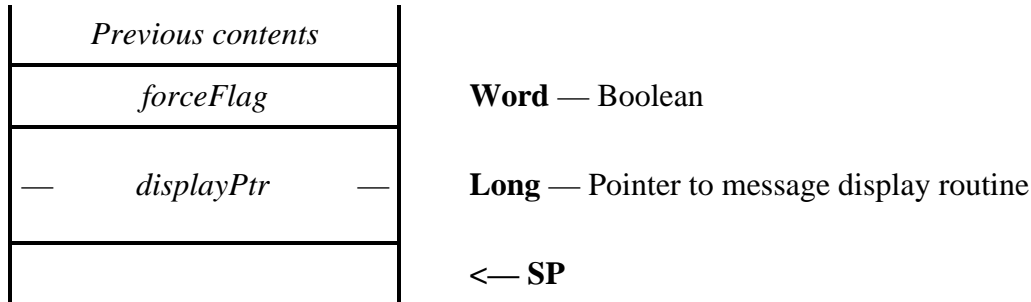 Previous contents
forceFlag Word — Boolean
— displayPtr — Long — Pointer to message display routine
<— SP